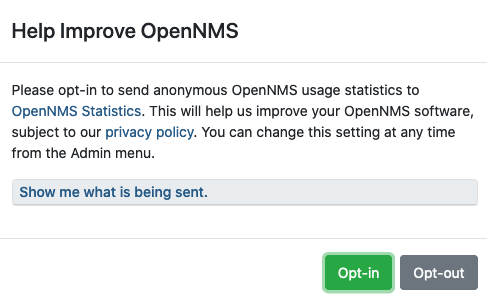 Help Improve OpenNMS
Please opt-in to send anonymous OpenNMS usage statistics to
OpenNMS Statistics. This will help us improve your OpenNMS software,
subject to our privacy policy. You can change this setting at any time
from the Admin menu.
Show me what is being sent.
Opt-in Opt-out